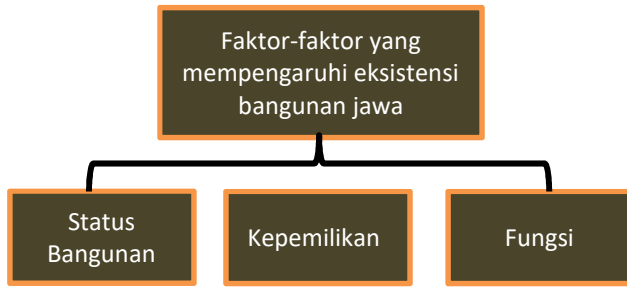 Faktor-faktor yang
mempengaruhi eksistensi
bangunan jawa
Status
Bangunan
Kepemilikan
Fungsi